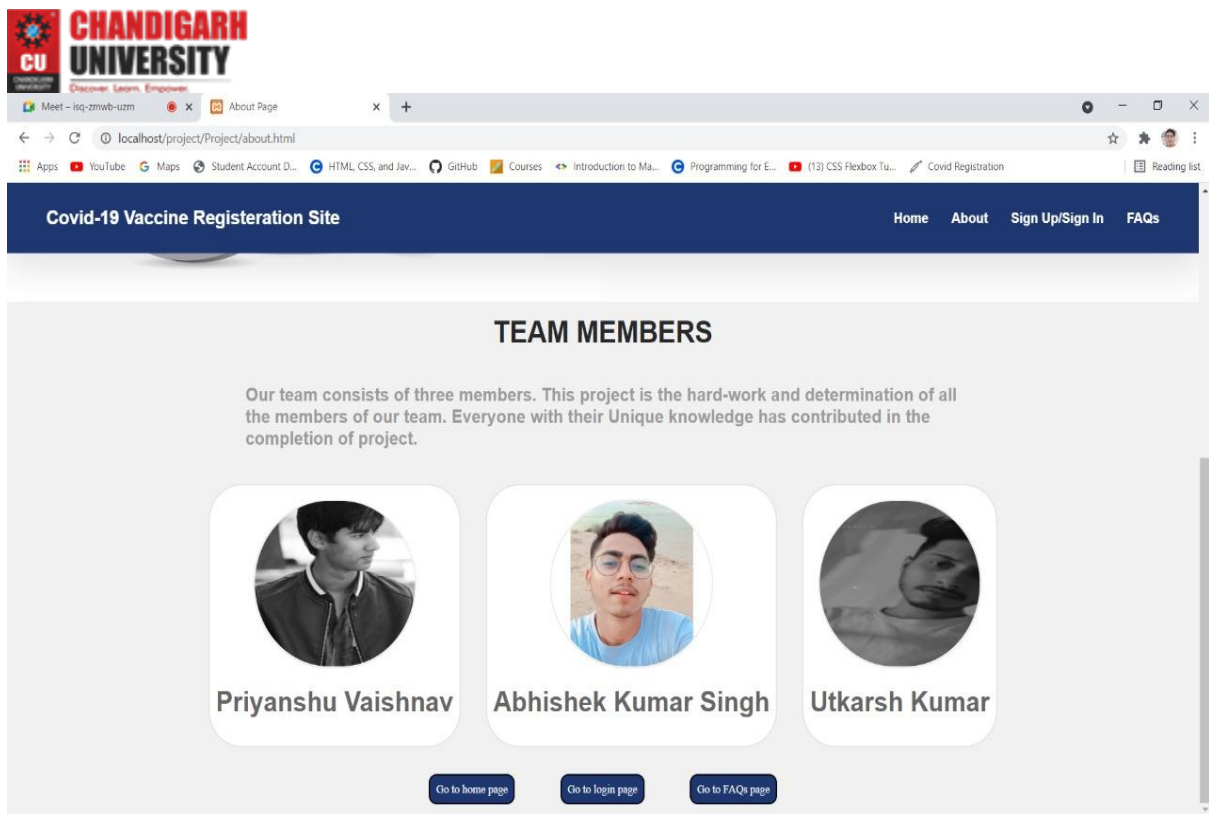 CHANDIGARH
UNIVERSITY
CU
CHANDIGARH
UNIVERSITY
Discover. Learn. Empower.
Meet – isq-zmwb-uzm
About Page
localhost/project/Project/about.html
Apps
YouTube
Maps
Student Account D...
HTML, CSS, and Jav...
GitHub
Courses
Introduction to Ma...
Programming for E...
(13) CSS Flexbox Tu...
Covid Registration
Reading list
Covid-19 Vaccine Registeration Site
Home
About
Sign Up/Sign In
FAQs
TEAM MEMBERS
Our team consists of three members. This project is the hard-work and determination of all
the members of our team. Everyone with their Unique knowledge has contributed in the
completion of project.
Priyanshu Vaishnav
Abhishek Kumar Singh
Utkarsh Kumar
Go to home page
Go to login page
Go to FAQs page